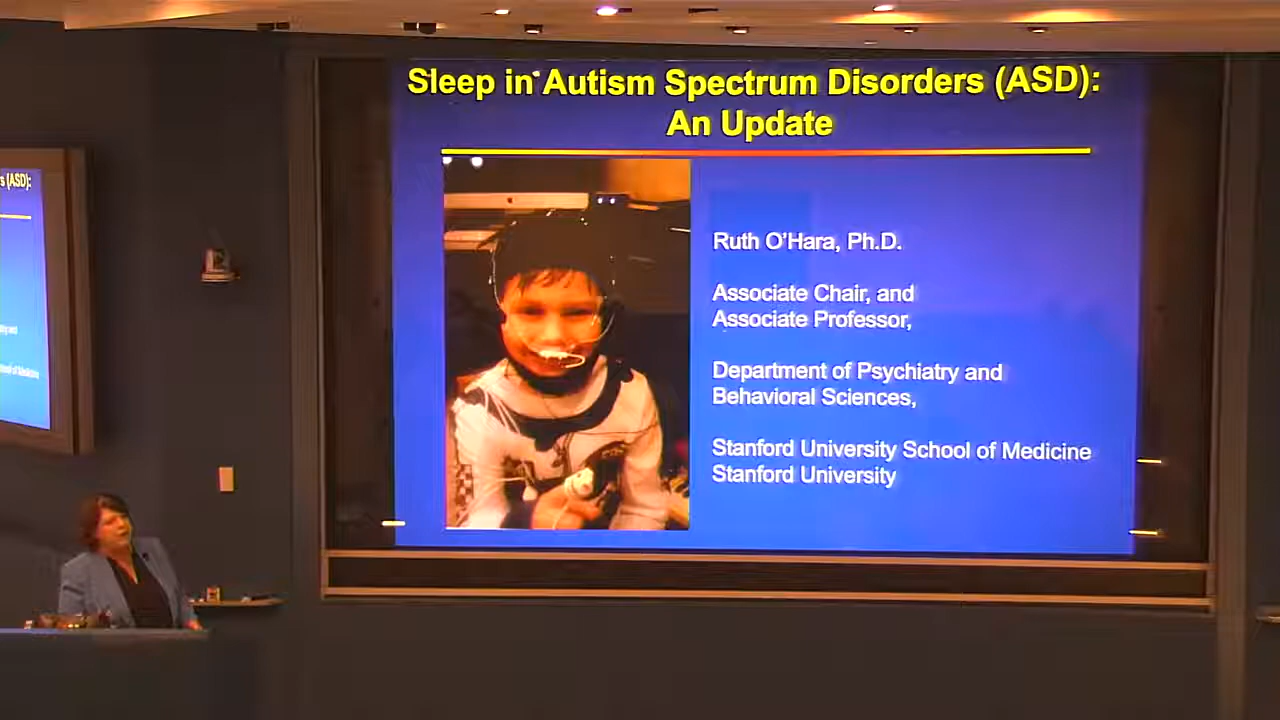 Sleep in Autism Spectrum Disorders (ASD):
An Update
Ruth O'Hara, Ph.D.
Associate Chair, and
Associate Professor,
Department of Psychiatry and
Behavioral Sciences,
Stanford University School of Medicine
Stanford University
(ASD):